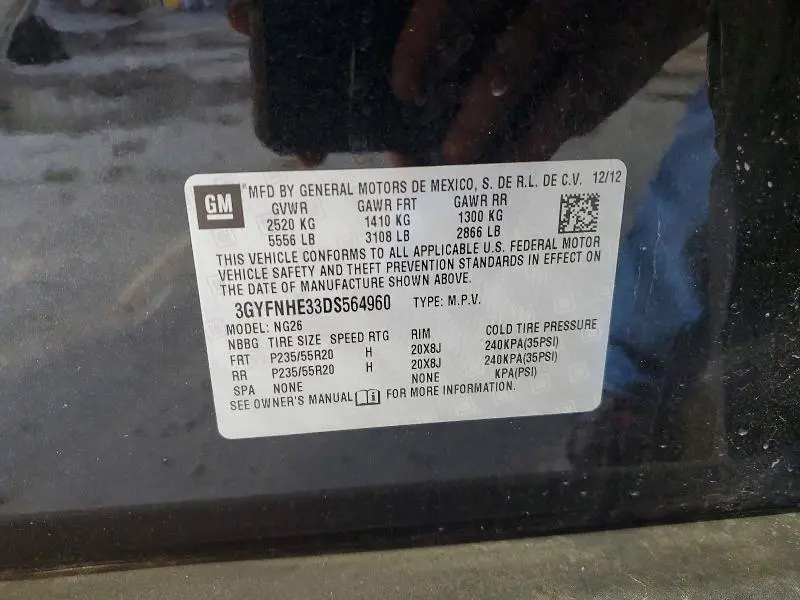 GM MFD BY GENERAL MOTORS DE MEXICO, S. DE R.L. DE C.V. 12/12
GVWR GAWR FRT GAWR RR
2520 KG 1410 KG 1300 KG
5556 LB 3108 LB 2866 LB
THIS VEHICLE CONFORMS TO ALL APPLICABLE U.S. FEDERAL MOTOR
VEHICLE SAFETY AND THEFT PREVENTION STANDARDS IN EFFECT ON
THE DATE OF MANUFACTURE SHOWN ABOVE.
3GYFNHE33DS564960 TYPE: M.P.V.
MODEL: NG26
NBBG TIRE SIZE SPEED RTG RIM COLD TIRE PRESSURE
FRT P235/55R20 H 20X8J 240KPA(35PSI)
RR P235/55R20 H 20X8J 240KPA(35PSI)
SPA NONE NONE KPA(PSI)
SEE OWNER'S MANUAL FOR MORE INFORMATION.